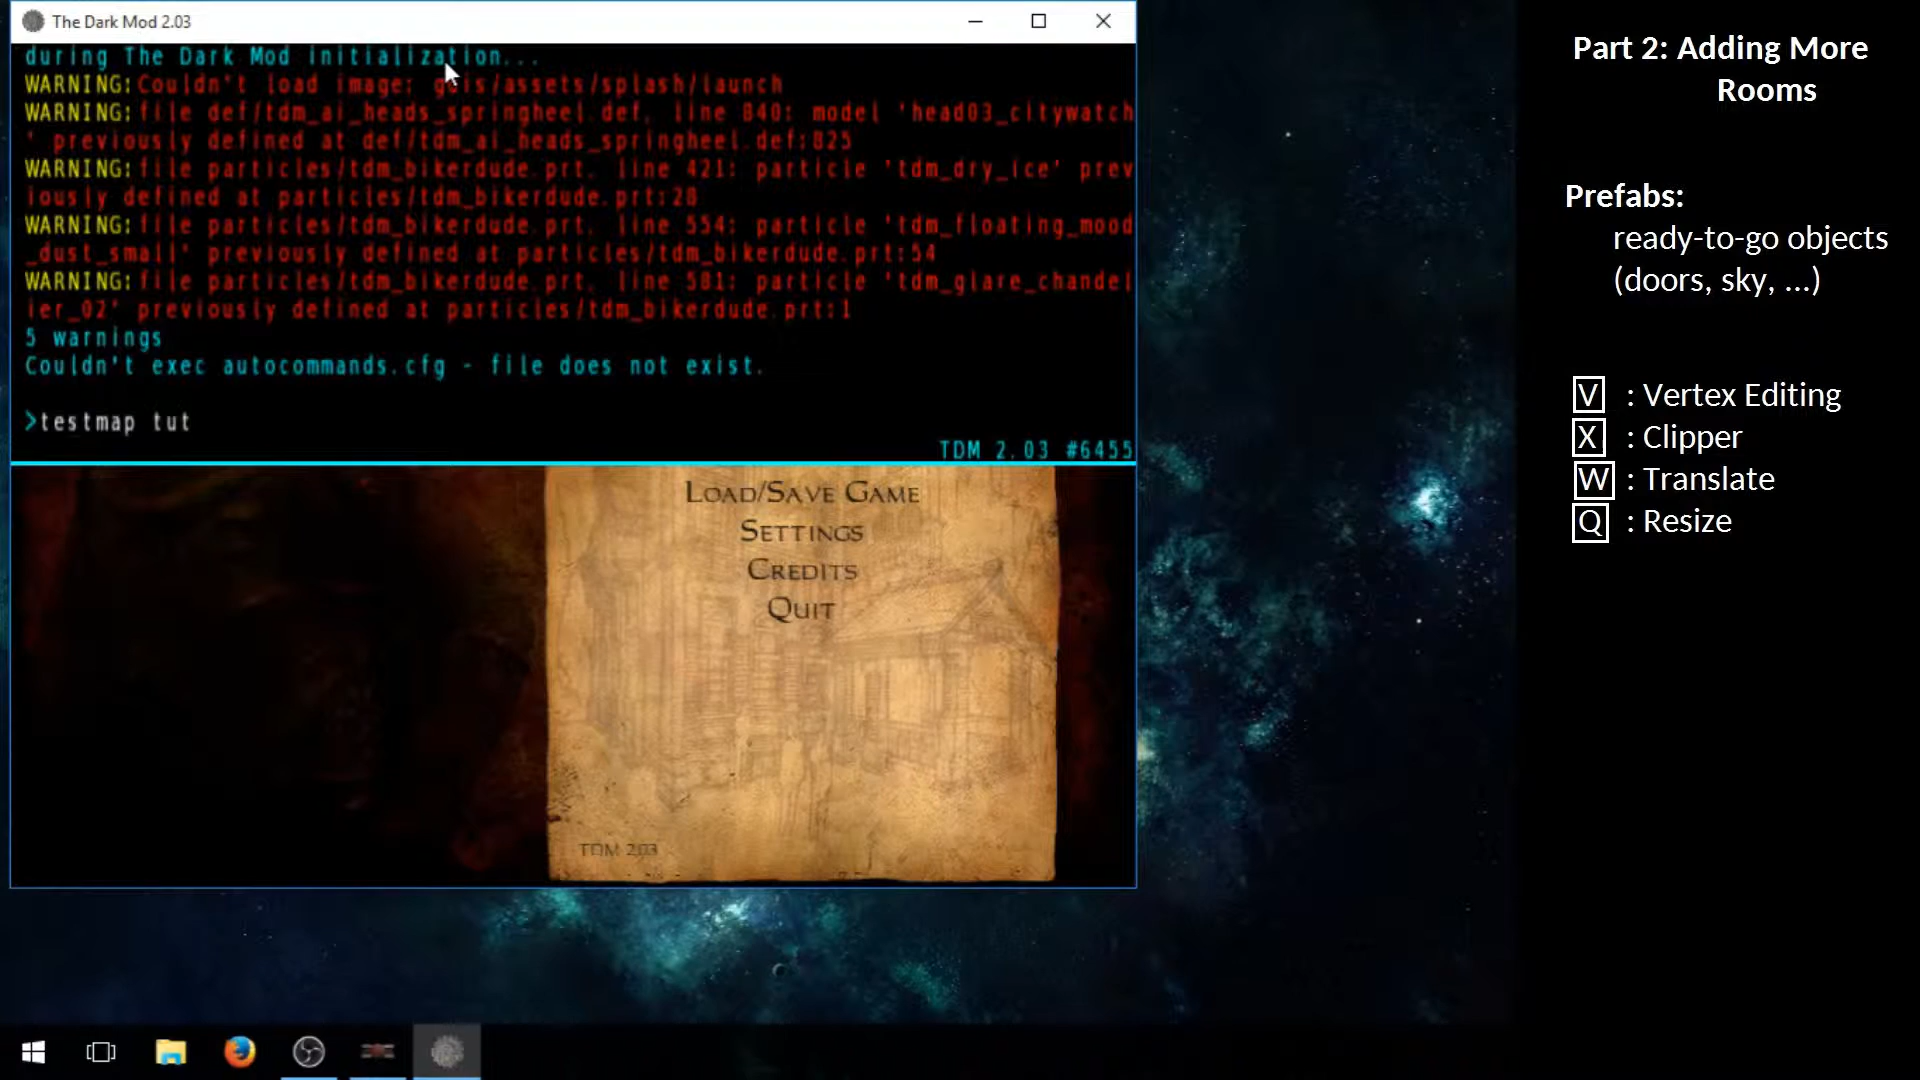 The Dark Mod 2.03
during The Dark Mod initialization...
WARNING:Couldn't load image: guis/assets/splash/launch
WARNING:file def/tdm_ai_heads_springheel.def, line 840: model 'head03_citywatch
' previously defined at def/tdm_ai_heads_springheel.def:825
WARNING:file particles/tdm_bikerdude.prt, line 421: particle 'tdm_dry_ice' prev
iously defined at particles/tdm_bikerdude.prt:28
WARNING:file particles/tdm_bikerdude.prt, line 554: particle 'tdm_floating_mood
_dust_small' previously defined at particles/tdm_bikerdude.prt:54
WARNING:file particles/tdm_bikerdude.prt, line 581: particle 'tdm_glare_chandel
ier_02' previously defined at particles/tdm_bikerdude.prt:1
5 warnings
Couldn't exec autocommands.cfg - file does not exist.
>testmap tut
TDM 2.03 #6455
LOAD/SAVE GAME
SETTINGS
CREDITS
QUIT
TDM 2.03
Part 2: Adding More
Rooms
Prefabs:
ready-to-go objects
(doors, sky, ...)
V : Vertex Editing
X : Clipper
W : Translate
Q : Resize